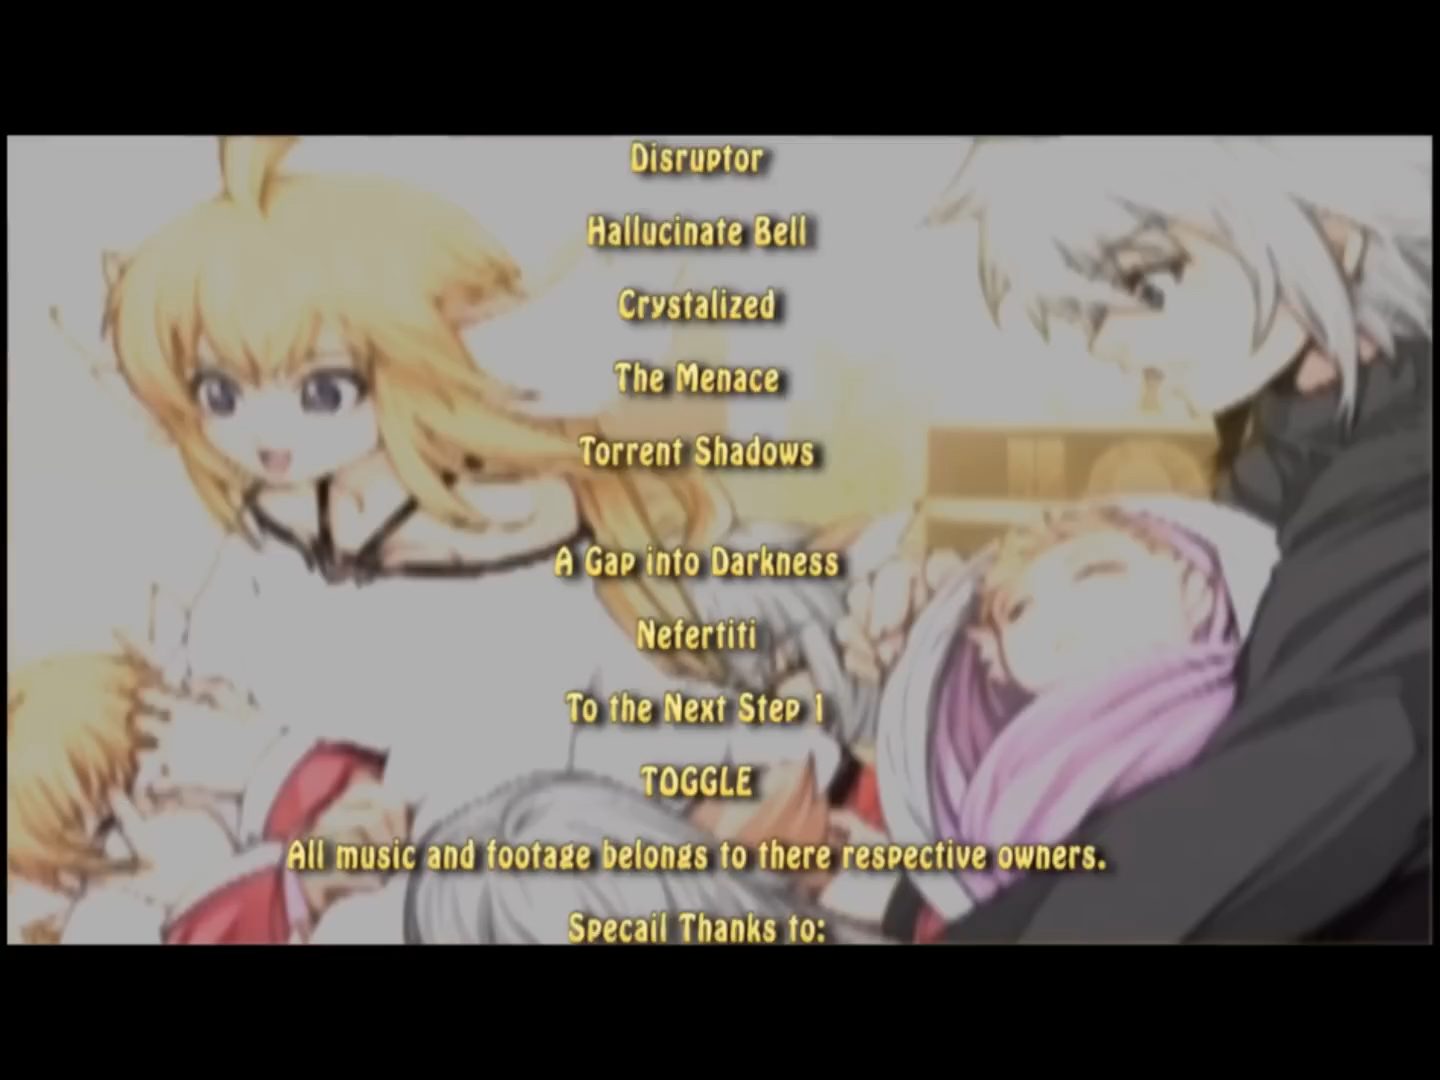 Disruptor
Hallucinate Bell
Crystalized
The Menace
Torrent Shadows
A Gap into Darkness
Nefertiti
To the Next Step 1
TOGGLE
All music and footage belongs to there respective owners.
Specail Thanks to: